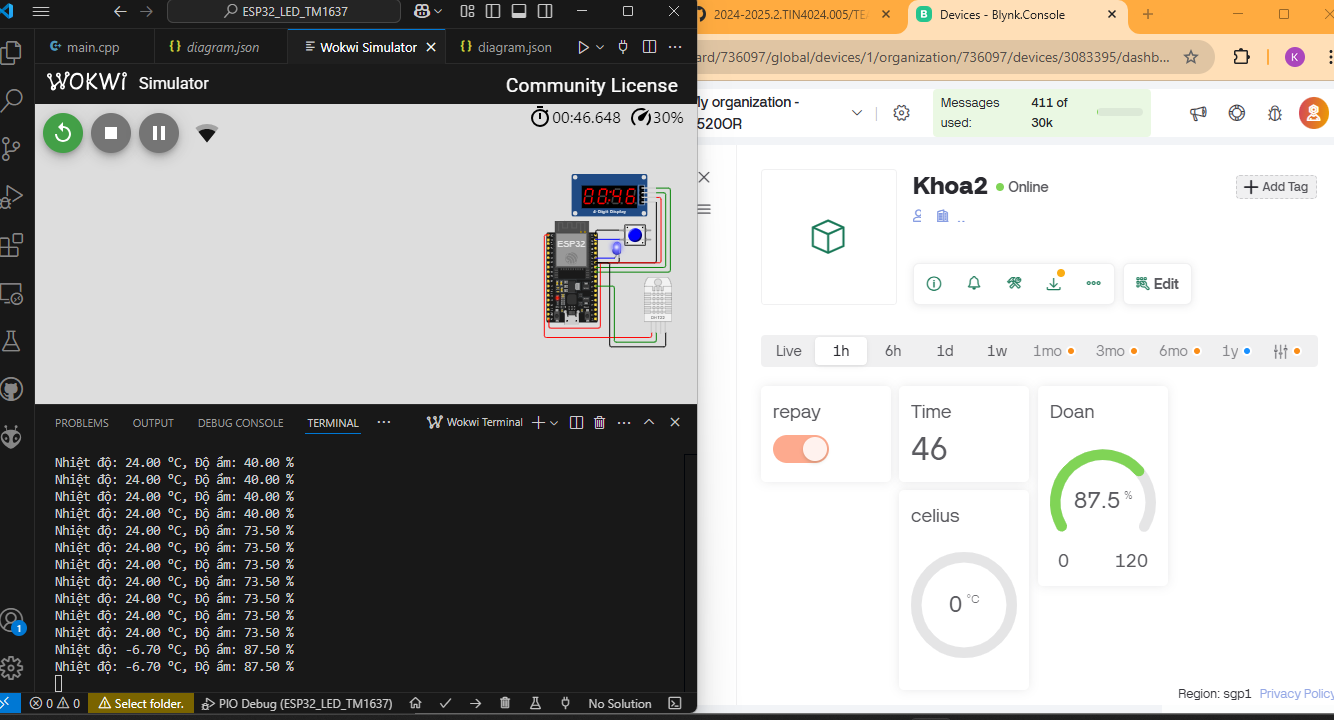 ESP32_LED_TM1637
main.cpp
diagram.json
Wokwi Simulator
diagram.json
WOKWI Simulator
Community License
00:46.648 30%
4-Digit Display
ESP32
DHT22
PROBLEMS OUTPUT DEBUG CONSOLE TERMINAL Wokwi Terminal
Nhiệt độ: 24.00 °C, Độ ẩm: 40.00 %
Nhiệt độ: 24.00 °C, Độ ẩm: 40.00 %
Nhiệt độ: 24.00 °C, Độ ẩm: 40.00 %
Nhiệt độ: 24.00 °C, Độ ẩm: 40.00 %
Nhiệt độ: 24.00 °C, Độ ẩm: 73.50 %
Nhiệt độ: 24.00 °C, Độ ẩm: 73.50 %
Nhiệt độ: 24.00 °C, Độ ẩm: 73.50 %
Nhiệt độ: 24.00 °C, Độ ẩm: 73.50 %
Nhiệt độ: 24.00 °C, Độ ẩm: 73.50 %
Nhiệt độ: 24.00 °C, Độ ẩm: 73.50 %
Nhiệt độ: 24.00 °C, Độ ẩm: 73.50 %
Nhiệt độ: -6.70 °C, Độ ẩm: 87.50 %
Nhiệt độ: -6.70 °C, Độ ẩm: 87.50 %
1
0 0 Select folder. PIO Debug (ESP32_LED_TM1637) No Solution
2024-2025.2.TIN4024.005/TEA
Devices - Blynk.Console
ard/736097/global/devices/1/organization/736097/devices/3083395/dashb...
K
My organization -
520OR
Messages 411 of
used: 30k
Khoa2 Online
Add Tag
Edit
Live 1h 6h 1d 1w 1mo 3mo 6mo 1y
repay
Time
46
Doan
87.5 %
0 120
celius
0 °C
Region: sgp1 Privacy Policy